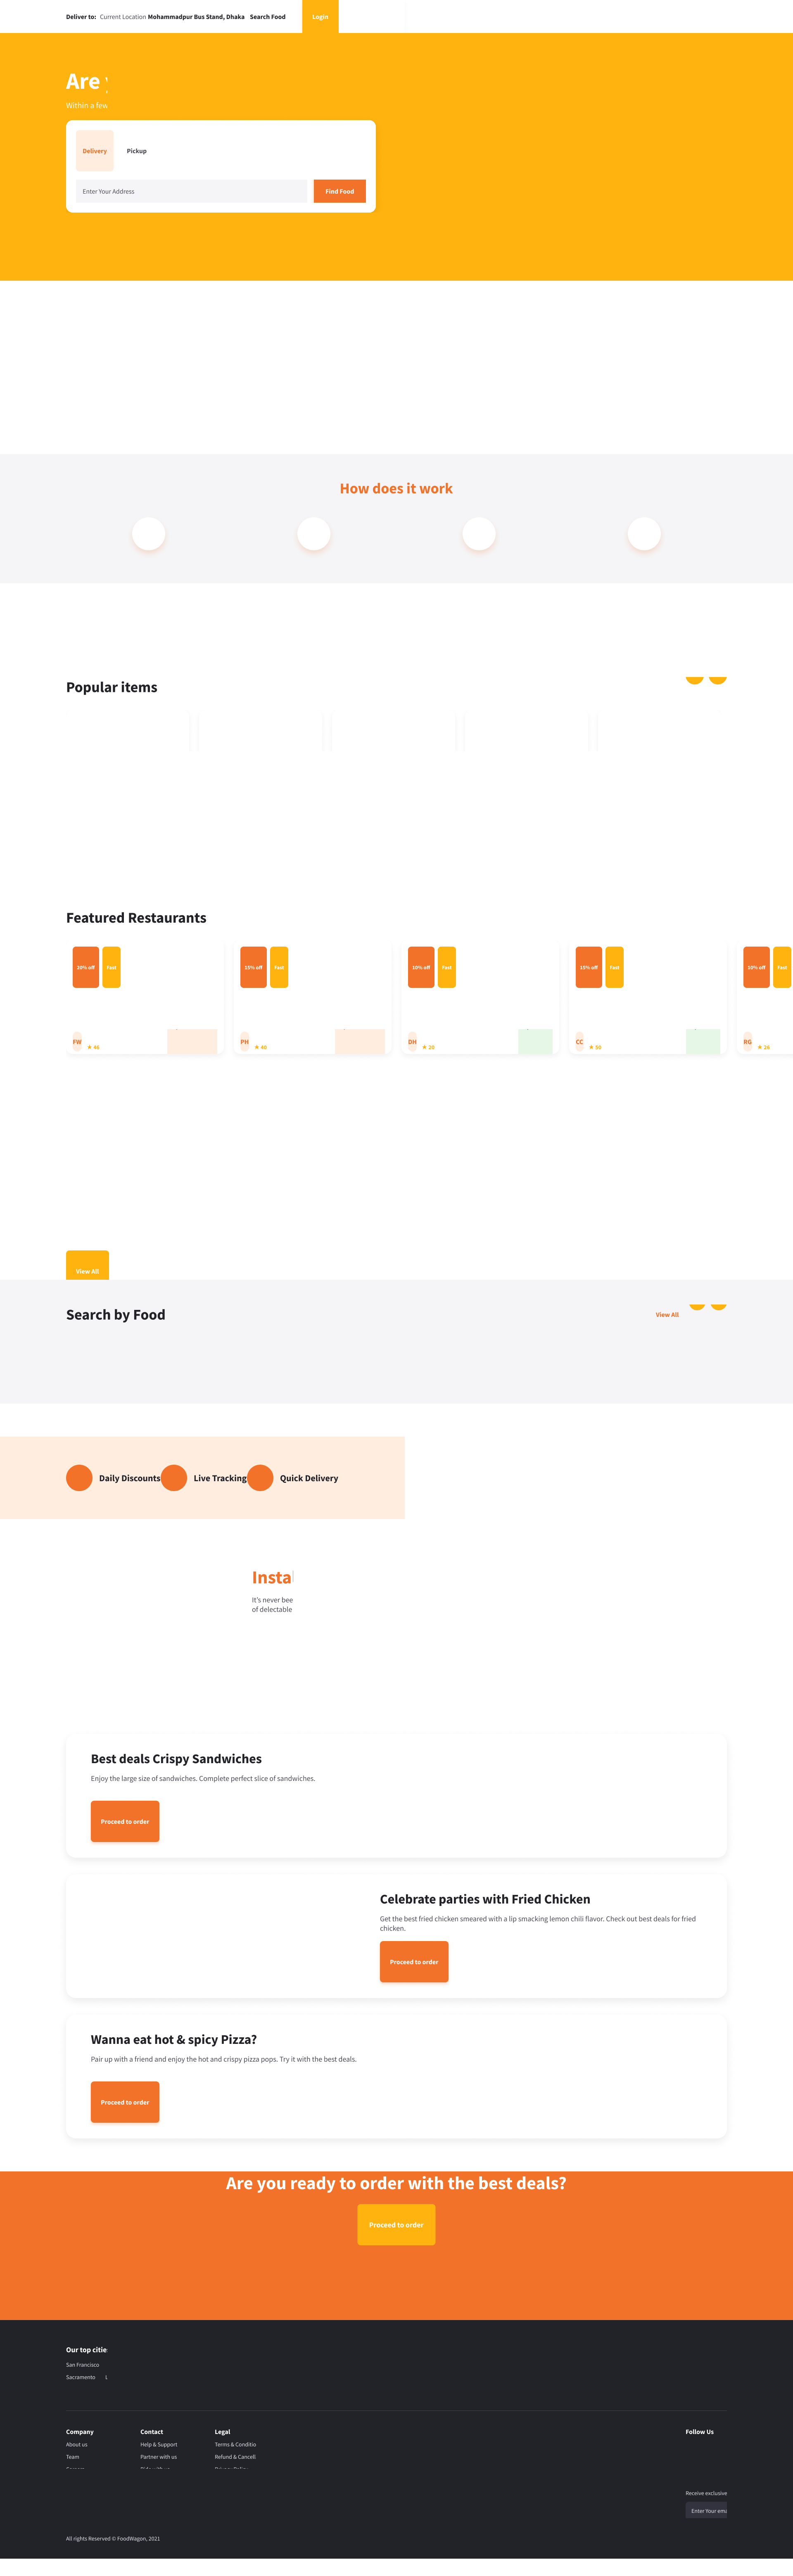 Deliver to: Current Location Mohammadpur Bus Stand, Dhaka Search Food Login
Are
Within a few
Delivery Pickup
Enter Your Address Find Food
How does it work
Popular items
Featured Restaurants
20% off Fast 15% off Fast 10% off Fast 15% off Fast 10% off Fast
FW ★ 46 PH ★ 40 DH ★ 20 CC ★ 50 RG ★ 26
View All
Search by Food View All
Daily Discounts Live Tracking Quick Delivery
Insta
It's never bee
of delectable
Best deals Crispy Sandwiches
Enjoy the large size of sandwiches. Complete perfect slice of sandwiches.
Proceed to order
Celebrate parties with Fried Chicken
Get the best fried chicken smeared with a lip smacking lemon chili flavor. Check out best deals for fried
chicken.
Proceed to order
Wanna eat hot & spicy Pizza?
Pair up with a friend and enjoy the hot and crispy pizza pops. Try it with the best deals.
Proceed to order
Are you ready to order with the best deals?
Proceed to order
Our top citie
San Francisco
Sacramento L
Company Contact Legal Follow Us
About us Help & Support Terms & Conditio
Team Partner with us Refund & Cancell
Receive exclusive
Enter Your ema
All rights Reserved © FoodWagon, 2021